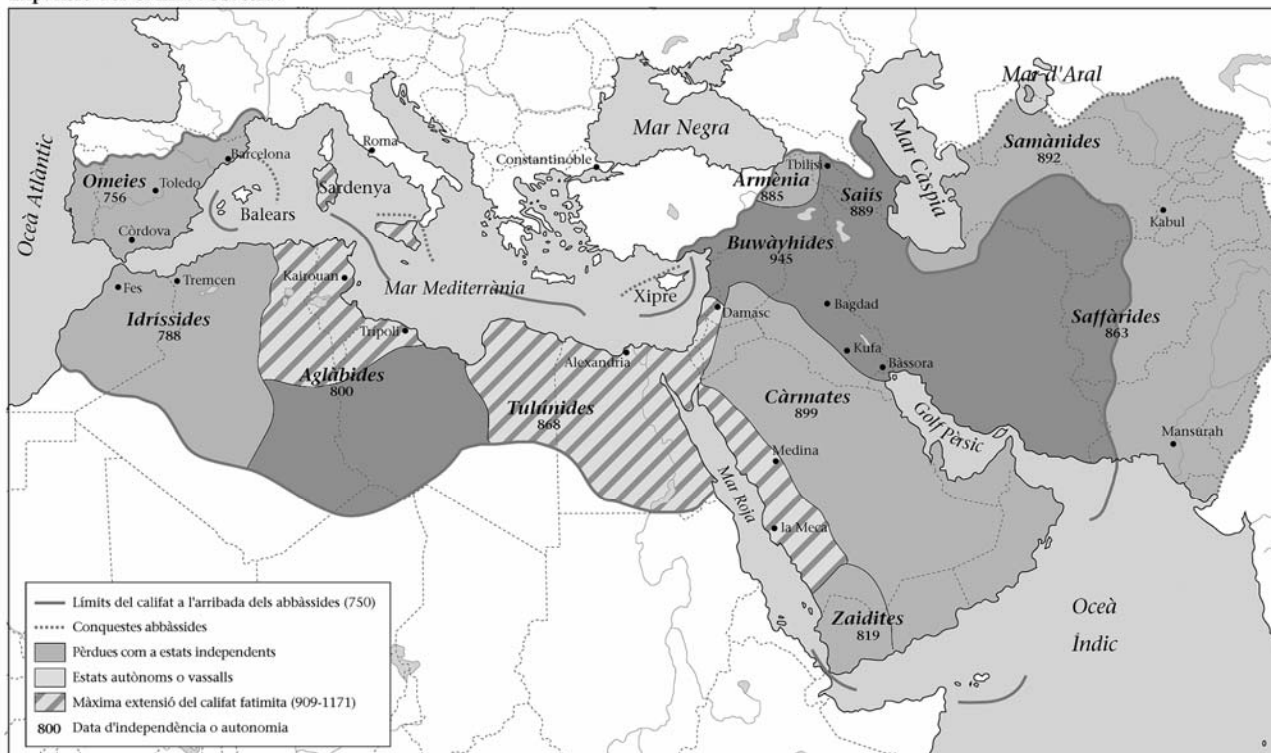 Mar d'Aral
Mar Negra
Mar Càspia
Samànides
892
Roma
Constantinoble
Tbilisi
Armènia
885
Saiís
889
Barcelona
Omeies
756
Toledo
Sardenya
Balears
Còrdova
Kabul
Buwàyhides
945
Oceà Atlàntic
Kairouan
Mar Mediterrània
Xipre
Fes
Tremcen
Damasc
Bagdad
Saffàrides
863
Idríssides
788
Trípoli
Alexandria
Kufa
Bàssora
Aglàbides
800
Tulúnides
868
Càrmates
899
Golf Pèrsic
Mansurah
Medina
Mar Roja
la Meca
Zaidites
819
Oceà
Índic
Límits del califat a l'arribada dels abbàssides (750)
Conquestes abbàssides
Pèrdues com a estats independents
Estats autònoms o vassalls
Màxima extensió del califat fatimita (909-1171)
800 Data d'independència o autonomia